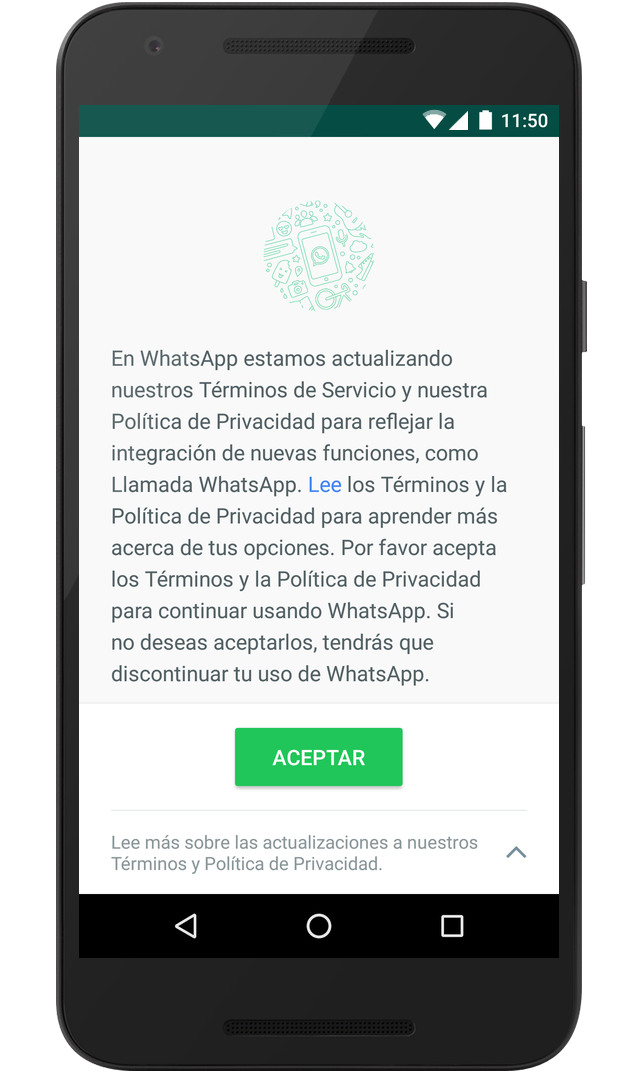 11:50
En WhatsApp estamos actualizando
nuestros Términos de Servicio y nuestra
Política de Privacidad para reflejar la
integración de nuevas funciones, como
Llamada WhatsApp. Lee los Términos y la
Política de Privacidad para aprender más
acerca de tus opciones. Por favor acepta
los Términos y la Política de Privacidad
para continuar usando WhatsApp. Si
no deseas aceptarlos, tendrás que
discontinuar tu uso de WhatsApp.
ACEPTAR
Lee más sobre las actualizaciones a nuestros
Términos y Política de Privacidad.